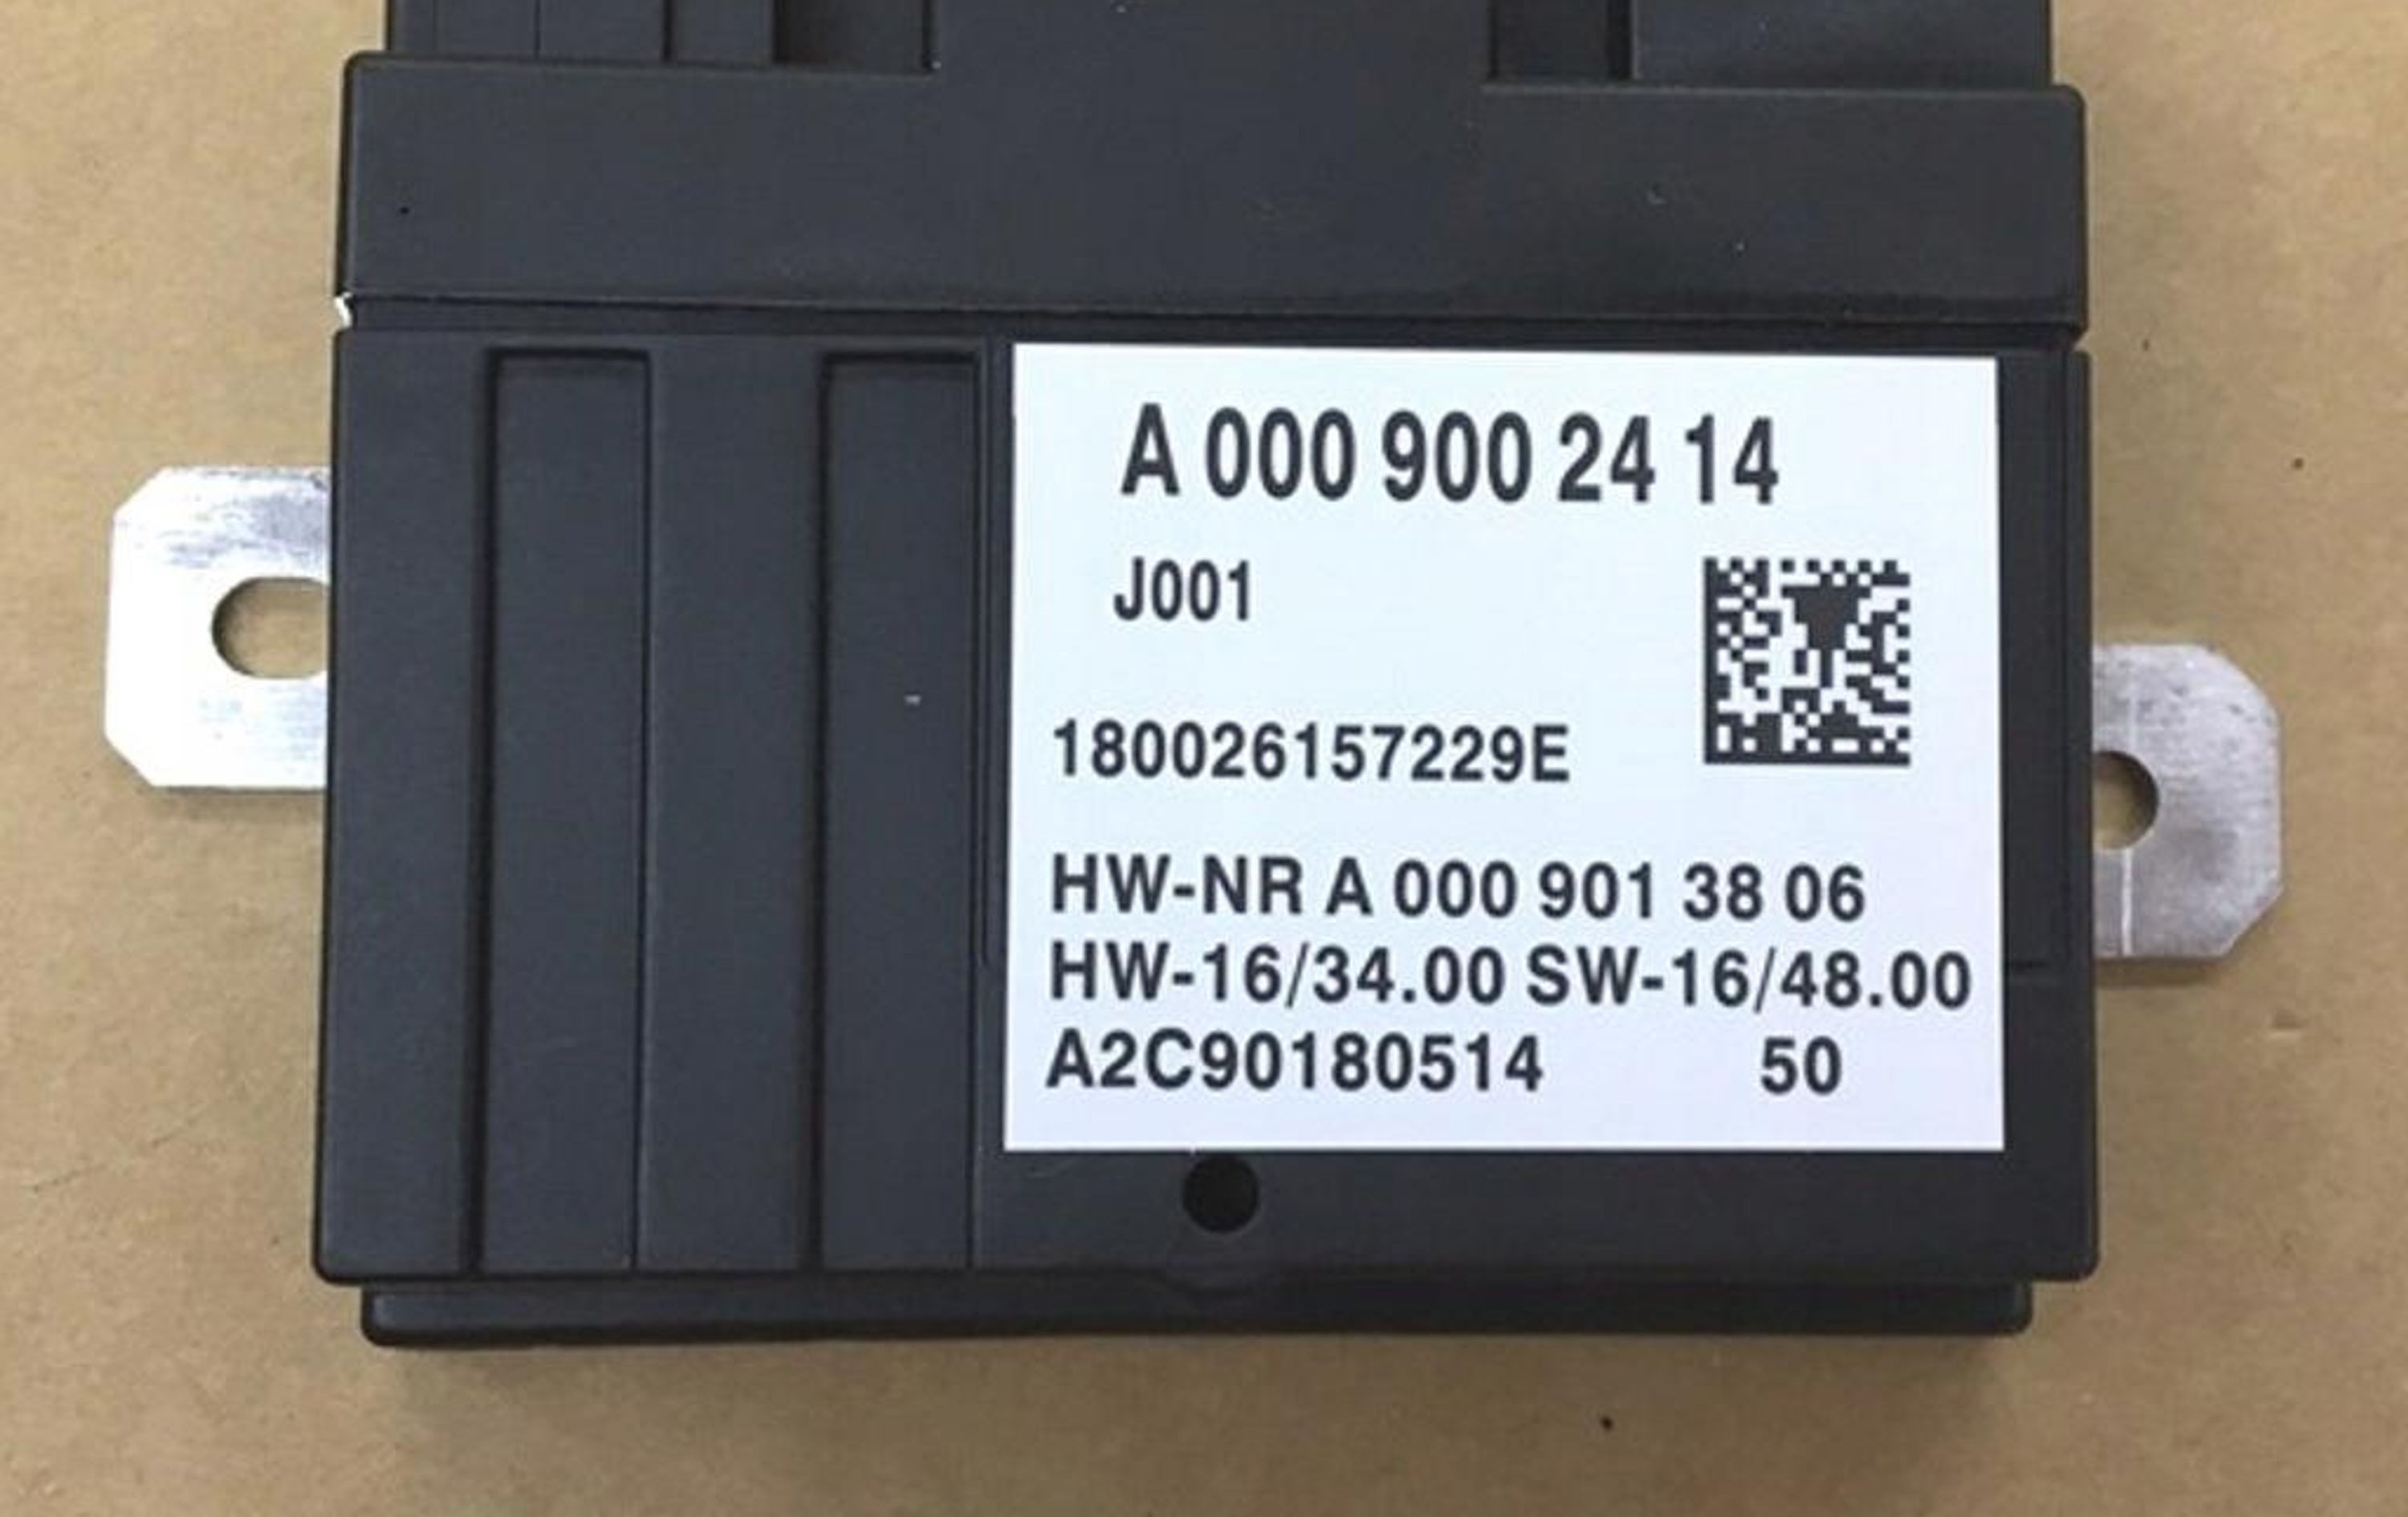 A 000 900 24 14
J001
180026157229E
HW-NR A 000 901 38 06
HW-16/34.00 SW-16/48.00
A2C90180514 50